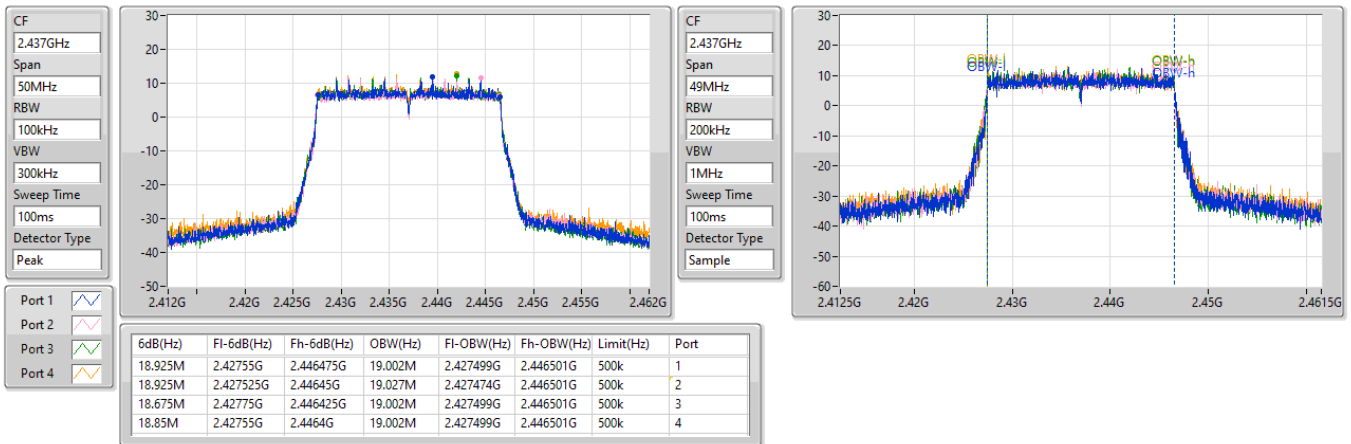 CF
2.437GHz
Span
50MHz
RBW
100kHz
VBW
300kHz
Sweep Time
100ms
Detector Type
Peak
30
20
10
0
-10
-20
-30
-40
-50
2.412G 2.42G 2.425G 2.43G 2.435G 2.44G 2.445G 2.45G 2.455G 2.462G
CF
2.437GHz
Span
49MHz
RBW
200kHz
VBW
1MHz
Sweep Time
100ms
Detector Type
Sample
30
20
10
0
-10
-20
-30
-40
-50
-60
OBW-l
OBW-h
OBW-h
2.4125G 2.42G 2.43G 2.44G 2.45G 2.4615G
Port 1
Port 2
Port 3
Port 4
6dB(Hz) Fl-6dB(Hz) Fh-6dB(Hz) OBW(Hz) Fl-OBW(Hz) Fh-OBW(Hz) Limit(Hz) Port
18.925M 2.42755G 2.446475G 19.002M 2.427499G 2.446501G 500k 1
18.925M 2.427525G 2.44645G 19.027M 2.427474G 2.446501G 500k 2
18.675M 2.42775G 2.446425G 19.002M 2.427499G 2.446501G 500k 3
18.85M 2.42755G 2.4464G 19.002M 2.427499G 2.446501G 500k 4